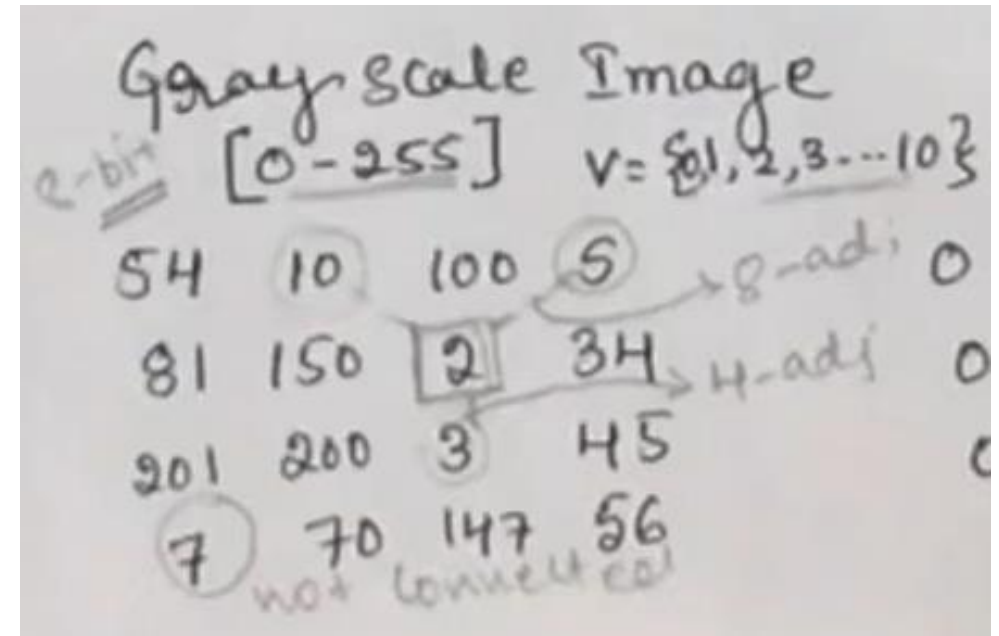 Gray scale Image
8-bit [0-255] V= {0,1, 2,3---10}
54 10 100 5 8-adj 0
81 150 2 34 4-adj 0
201 200 3 45 0
7 70 147 56
not connected